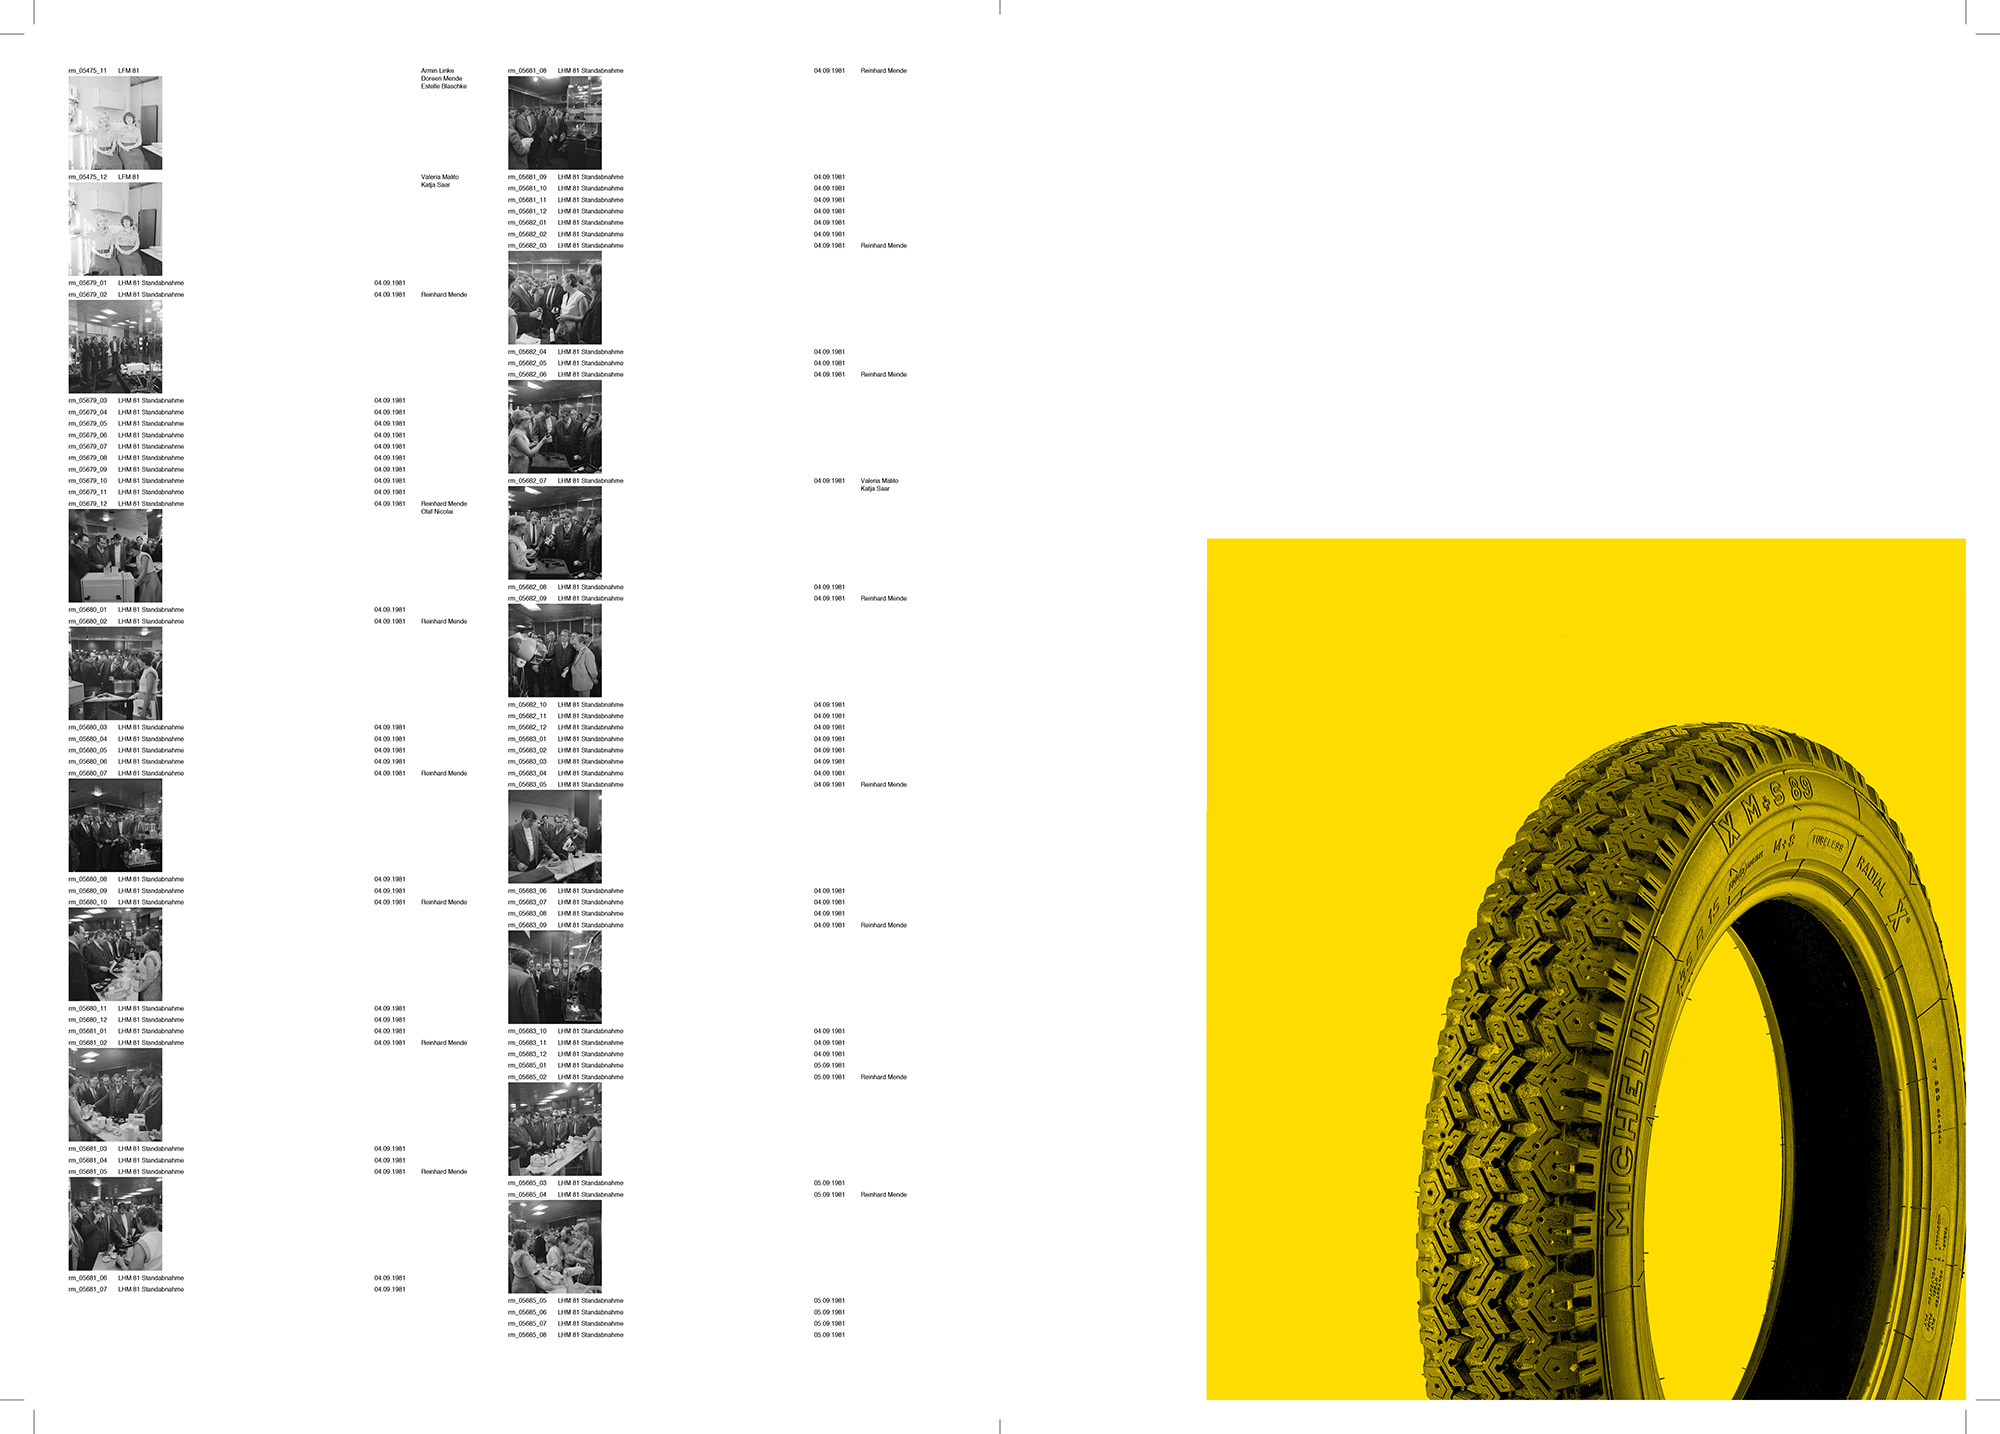 rm_05475_11 LFM 81 Armin Linke
Doreen Mende
Estelle Blaschke
rm_05475_12 LFM 81 Valeria Malito
Katja Saar
rm_05679_01 LHM 81 Standabnahme 04.09.1981
rm_05679_02 LHM 81 Standabnahme 04.09.1981 Reinhard Mende
rm_05679_03 LHM 81 Standabnahme 04.09.1981
rm_05679_04 LHM 81 Standabnahme 04.09.1981
rm_05679_05 LHM 81 Standabnahme 04.09.1981
rm_05679_06 LHM 81 Standabnahme 04.09.1981
rm_05679_07 LHM 81 Standabnahme 04.09.1981
rm_05679_08 LHM 81 Standabnahme 04.09.1981
rm_05679_09 LHM 81 Standabnahme 04.09.1981
rm_05679_10 LHM 81 Standabnahme 04.09.1981
rm_05679_11 LHM 81 Standabnahme 04.09.1981
rm_05679_12 LHM 81 Standabnahme 04.09.1981 Reinhard Mende
Olaf Nicolai
rm_05680_01 LHM 81 Standabnahme 04.09.1981
rm_05680_02 LHM 81 Standabnahme 04.09.1981 Reinhard Mende
rm_05680_03 LHM 81 Standabnahme 04.09.1981
rm_05680_04 LHM 81 Standabnahme 04.09.1981
rm_05680_05 LHM 81 Standabnahme 04.09.1981
rm_05680_06 LHM 81 Standabnahme 04.09.1981
rm_05680_07 LHM 81 Standabnahme 04.09.1981 Reinhard Mende
rm_05680_08 LHM 81 Standabnahme 04.09.1981
rm_05680_09 LHM 81 Standabnahme 04.09.1981
rm_05680_10 LHM 81 Standabnahme 04.09.1981 Reinhard Mende
rm_05680_11 LHM 81 Standabnahme 04.09.1981
rm_05680_12 LHM 81 Standabnahme 04.09.1981
rm_05681_01 LHM 81 Standabnahme 04.09.1981
rm_05681_02 LHM 81 Standabnahme 04.09.1981 Reinhard Mende
rm_05681_03 LHM 81 Standabnahme 04.09.1981
rm_05681_04 LHM 81 Standabnahme 04.09.1981
rm_05681_05 LHM 81 Standabnahme 04.09.1981 Reinhard Mende
rm_05681_06 LHM 81 Standabnahme 04.09.1981
rm_05681_07 LHM 81 Standabnahme 04.09.1981
rm_05681_08 LHM 81 Standabnahme 04.09.1981 Reinhard Mende
rm_05681_09 LHM 81 Standabnahme 04.09.1981
rm_05681_10 LHM 81 Standabnahme 04.09.1981
rm_05681_11 LHM 81 Standabnahme 04.09.1981
rm_05681_12 LHM 81 Standabnahme 04.09.1981
rm_05682_01 LHM 81 Standabnahme 04.09.1981
rm_05682_02 LHM 81 Standabnahme 04.09.1981
rm_05682_03 LHM 81 Standabnahme 04.09.1981 Reinhard Mende
rm_05682_04 LHM 81 Standabnahme 04.09.1981
rm_05682_05 LHM 81 Standabnahme 04.09.1981
rm_05682_06 LHM 81 Standabnahme 04.09.1981 Reinhard Mende
rm_05682_07 LHM 81 Standabnahme 04.09.1981 Valeria Malito
Katja Saar
rm_05682_08 LHM 81 Standabnahme 04.09.1981
rm_05682_09 LHM 81 Standabnahme 04.09.1981 Reinhard Mende
rm_05682_10 LHM 81 Standabnahme 04.09.1981
rm_05682_11 LHM 81 Standabnahme 04.09.1981
rm_05682_12 LHM 81 Standabnahme 04.09.1981
rm_05683_01 LHM 81 Standabnahme 04.09.1981
rm_05683_02 LHM 81 Standabnahme 04.09.1981
rm_05683_03 LHM 81 Standabnahme 04.09.1981
rm_05683_04 LHM 81 Standabnahme 04.09.1981
rm_05683_05 LHM 81 Standabnahme 04.09.1981 Reinhard Mende
rm_05683_06 LHM 81 Standabnahme 04.09.1981
rm_05683_07 LHM 81 Standabnahme 04.09.1981
rm_05683_08 LHM 81 Standabnahme 04.09.1981
rm_05683_09 LHM 81 Standabnahme 04.09.1981 Reinhard Mende
rm_05683_10 LHM 81 Standabnahme 04.09.1981
rm_05683_11 LHM 81 Standabnahme 04.09.1981
rm_05683_12 LHM 81 Standabnahme 04.09.1981
rm_05685_01 LHM 81 Standabnahme 05.09.1981
rm_05685_02 LHM 81 Standabnahme 05.09.1981 Reinhard Mende
rm_05685_03 LHM 81 Standabnahme 05.09.1981
rm_05685_04 LHM 81 Standabnahme 05.09.1981 Reinhard Mende
rm_05685_05 LHM 81 Standabnahme 05.09.1981
rm_05685_06 LHM 81 Standabnahme 05.09.1981
rm_05685_07 LHM 81 Standabnahme 05.09.1981
rm_05685_08 LHM 81 Standabnahme 05.09.1981
X M+S 89
M+S TUBELESS RADIAL X
R 15
MICHELIN